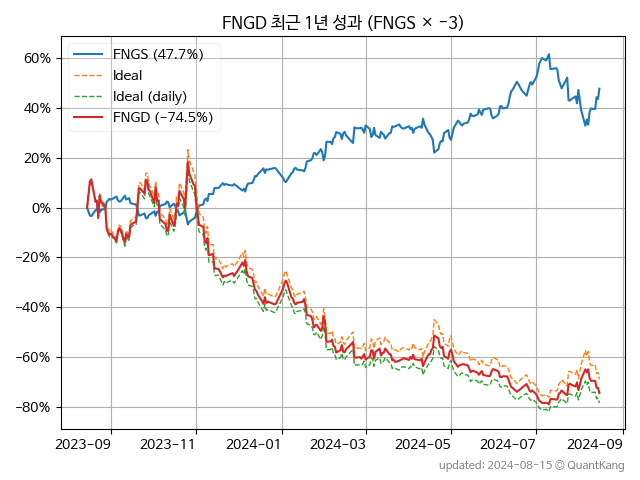 FNGD 최근 1년 성과 (FNGS × −3)
FNGS (47.7%)
Ideal
Ideal (daily)
FNGD (−74.5%)
60%
40%
20%
0%
−20%
−40%
−60%
−80%
2023−09
2023−11
2024−01
2024−03
2024−05
2024−07
2024−09
updated: 2024-08-15 © QuantKang